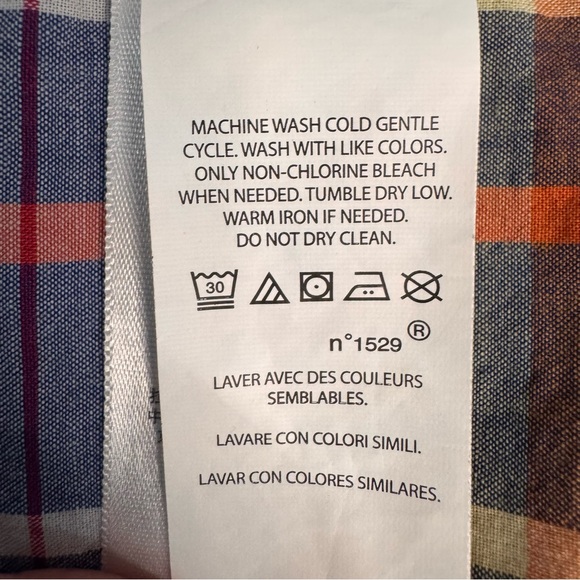 MACHINE WASH COLD GENTLE
CYCLE. WASH WITH LIKE COLORS.
ONLY NON-CHLORINE BLEACH
WHEN NEEDED. TUMBLE DRY LOW.
WARM IRON IF NEEDED.
DO NOT DRY CLEAN.
30
n°1529 ®
LAVER AVEC DES COULEURS
SEMBLABLES.
LAVARE CON COLORI SIMILI.
LAVAR CON COLORES SIMILARES.